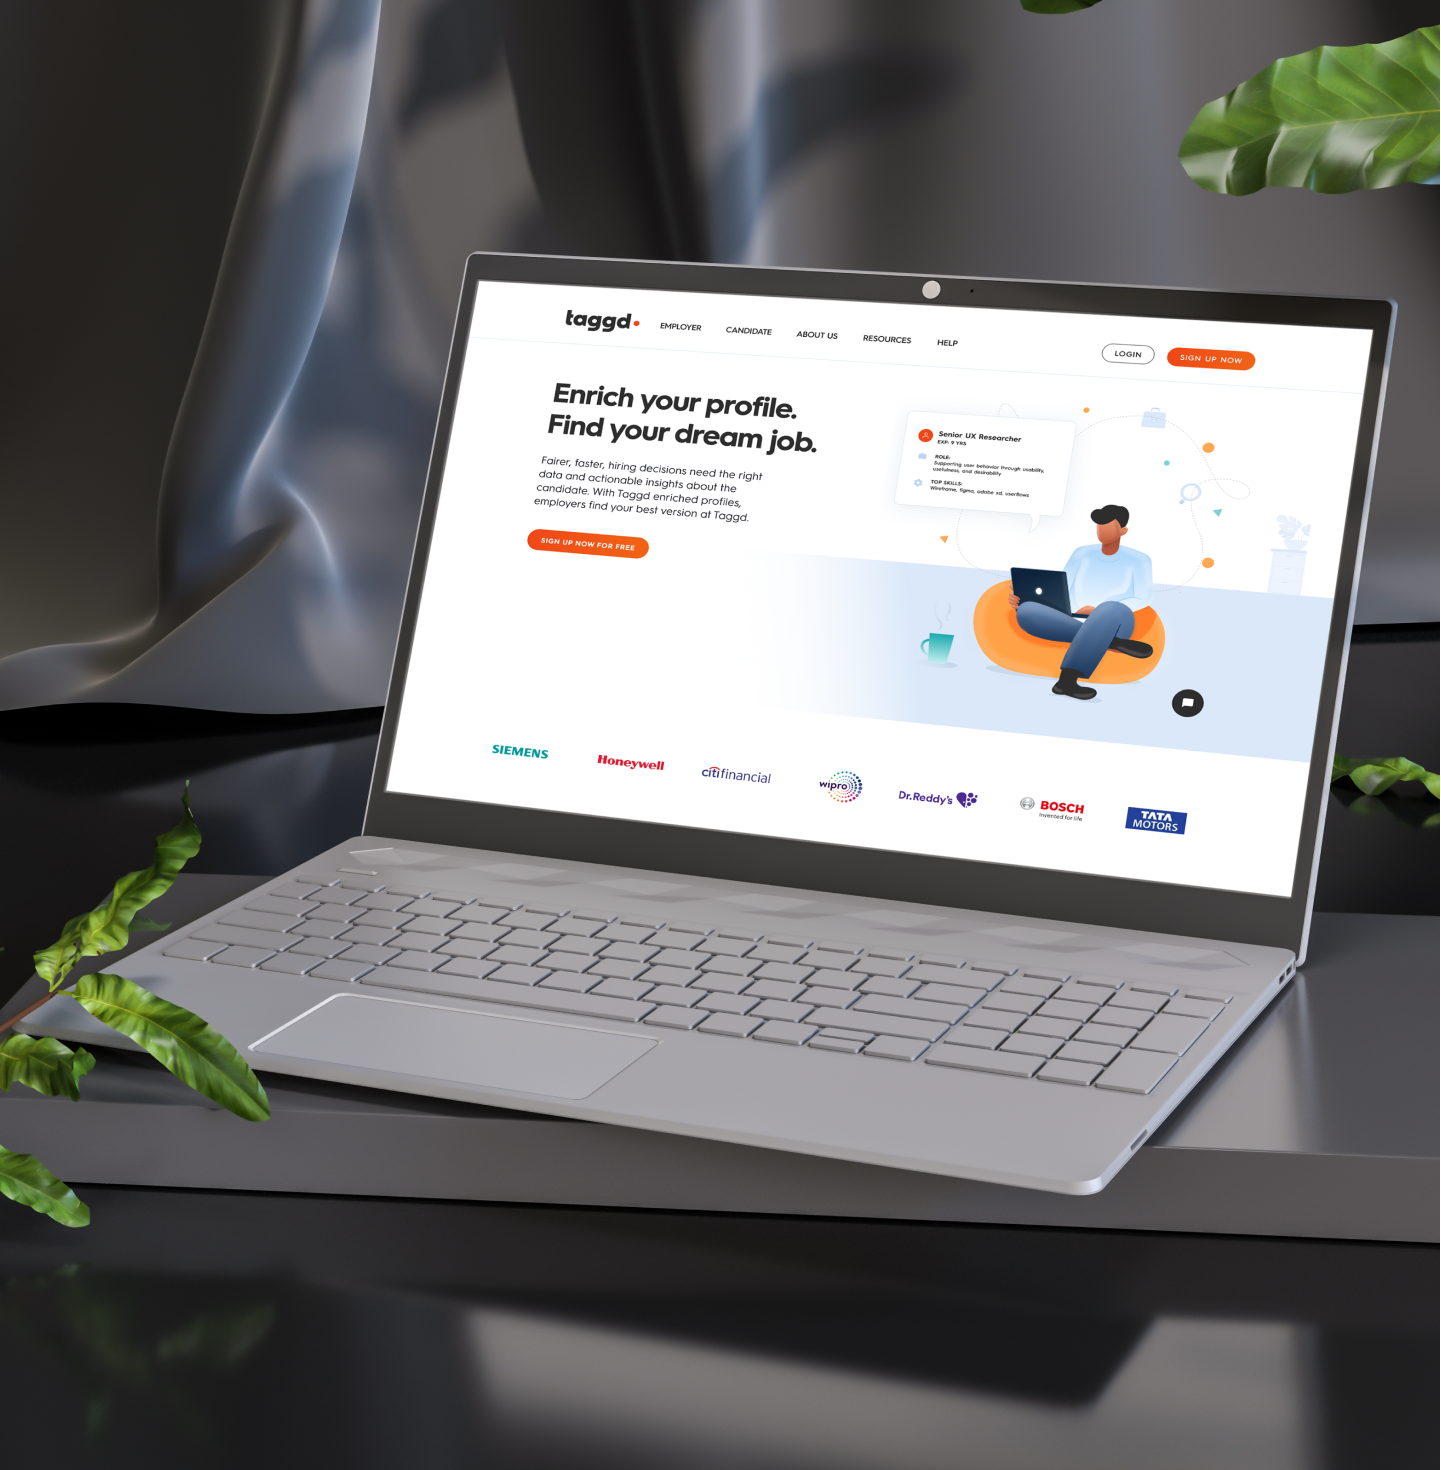 taggd
EMPLOYER
CANDIDATE
ABOUT US
RESOURCES
HELP
LOGIN
SIGN UP NOW
Enrich your profile.
Find your dream job.
Fairer, faster, hiring decisions need the right
data and actionable insights about the
candidate. With Taggd enriched profiles,
employers find your best version at Taggd.
SIGN UP NOW FOR FREE
Senior UX Researcher
EXP: 9 YRS
ROLE:
Supporting user behavior through usability,
usefulness, and desirability
TOP SKILLS:
Wireframe, figma, adobe xd, userflows
SIEMENS
Honeywell
citifinancial
wipro
Dr.Reddy's
BOSCH
Invented for life
TATA
MOTORS